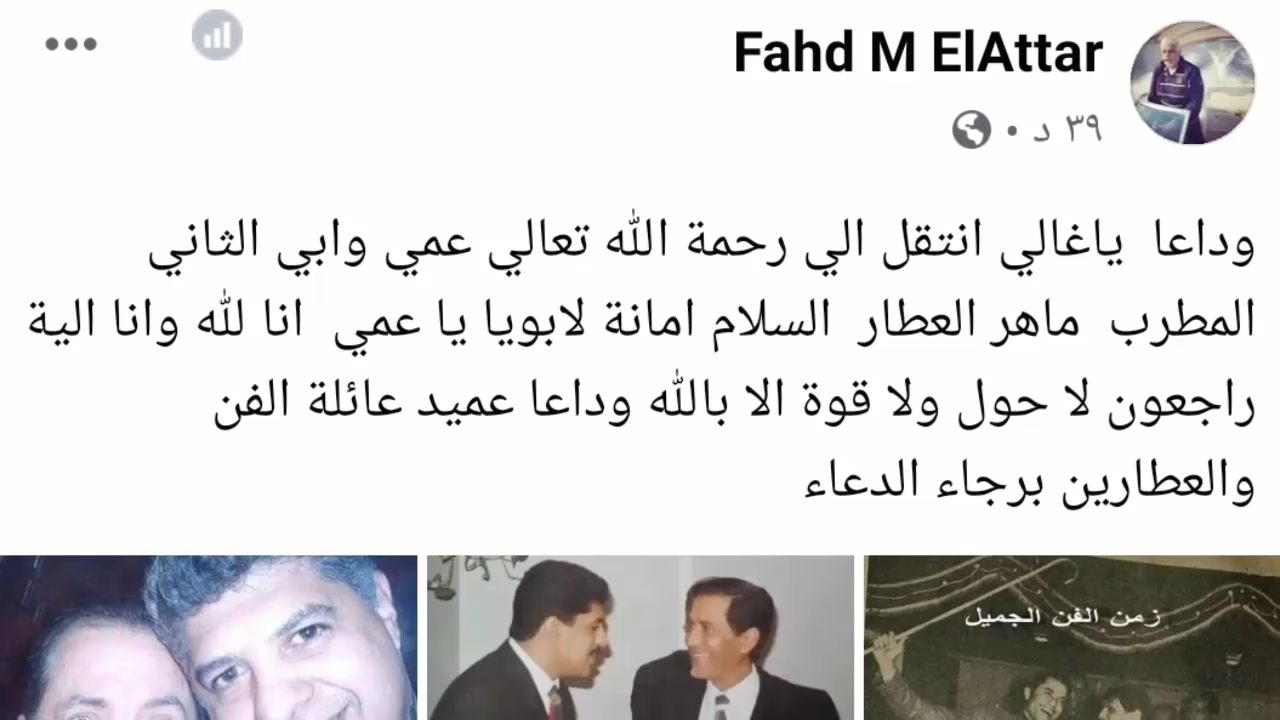 Fahd M ElAttar
٣٩ د •
وداعا ياغالي انتقل الي رحمة الله تعالي عمي وابي الثاني
المطرب ماهر العطار السلام امانة لابويا يا عمي انا لله وانا الية
راجعون لا حول ولا قوة الا بالله وداعا عميد عائلة الفن
والعطارين برجاء الدعاء
زمن الفن الجميل